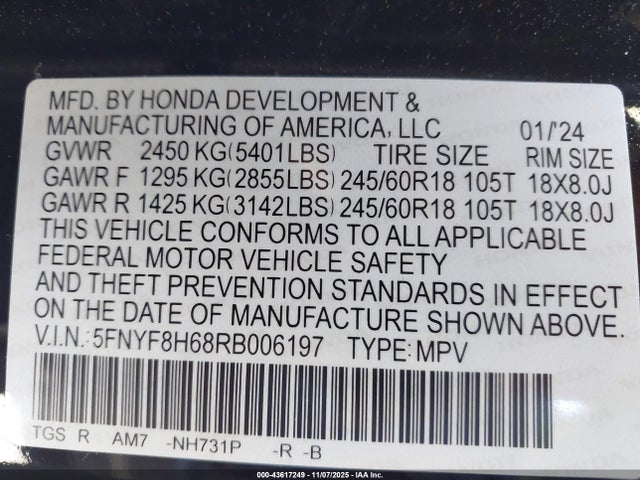 MFD. BY HONDA DEVELOPMENT &
MANUFACTURING OF AMERICA, LLC 01/'24
GVWR 2450 KG(5401LBS) TIRE SIZE RIM SIZE
GAWR F 1295 KG(2855LBS) 245/60R18 105T 18X8.0J
GAWR R 1425 KG(3142LBS) 245/60R18 105T 18X8.0J
THIS VEHICLE CONFORMS TO ALL APPLICABLE
FEDERAL MOTOR VEHICLE SAFETY
AND THEFT PREVENTION STANDARDS IN EFFECT
ON THE DATE OF MANUFACTURE SHOWN ABOVE.
V.I.N.:5FNYF8H68RB006197 TYPE:MPV
TGS R AM7 -NH731P -R -B
000-43617249 - 11/07/2025 - IAA Inc.